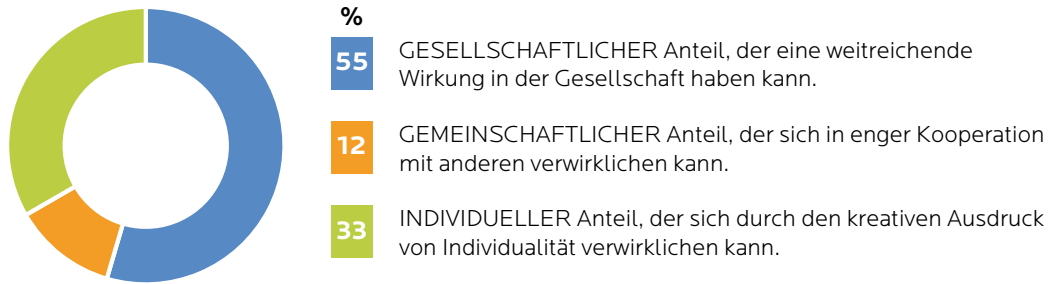 %
55 GESELLSCHAFTLICHER Anteil, der eine weitreichende
Wirkung in der Gesellschaft haben kann.
12 GEMEINSCHAFTLICHER Anteil, der sich in enger Kooperation
mit anderen verwirklichen kann.
33 INDIVIDUELLER Anteil, der sich durch den kreativen Ausdruck
von Individualität verwirklichen kann.